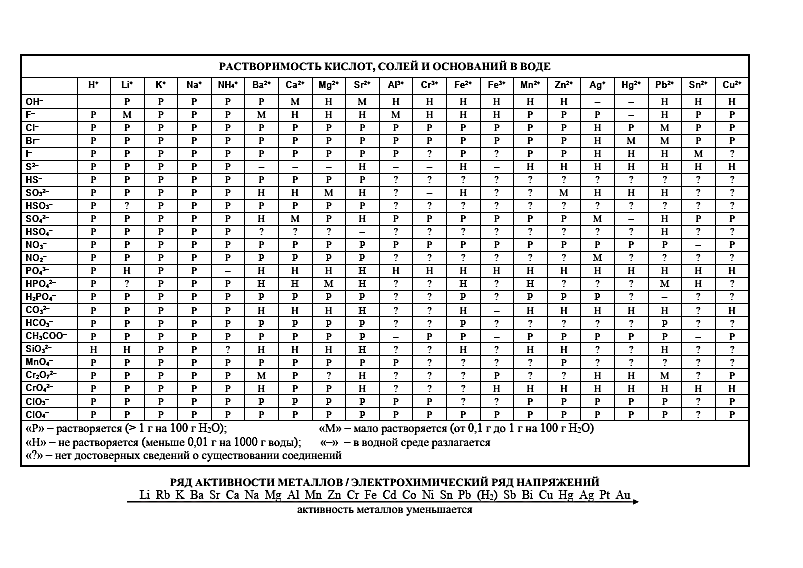 РАСТВОРИМОСТЬ КИСЛОТ, СОЛЕЙ И ОСНОВАНИЙ В ВОДЕ
H⁺ Li⁺ K⁺ Na⁺ NH₄⁺ Ba²⁺ Ca²⁺ Mg²⁺ Sr²⁺ Al³⁺ Cr³⁺ Fe²⁺ Fe³⁺ Mn²⁺ Zn²⁺ Ag⁺ Hg²⁺ Pb²⁺ Sn²⁺ Cu²⁺
OH⁻ Р Р Р Р Р М Н М Н Н Н Н Н Н – – Н Н Н
F⁻ Р М Р Р Р М Н Н Н М Н Н Н Р Р Р – Н Р Р
Cl⁻ Р Р Р Р Р Р Р Р Р Р Р Р Р Р Р Н Р М Р Р
Br⁻ Р Р Р Р Р Р Р Р Р Р Р Р Р Р Р Н М М Р Р
I⁻ Р Р Р Р Р Р Р Р Р Р ? Р ? Р Р Н Н Н М ?
S²⁻ Р Р Р Р Р – – – Н – – Н – Н Н Н Н Н Н Н
HS⁻ Р Р Р Р Р Р Р Р Р ? ? ? ? ? ? ? ? ? ? ?
SO₃²⁻ Р Р Р Р Р Н Н М Н ? – Н ? ? М Н Н Н ? ?
HSO₃⁻ Р ? Р Р Р Р Р Р Р ? ? ? ? ? ? ? ? ? ? ?
SO₄²⁻ Р Р Р Р Р Н М Р Н Р Р Р Р Р Р М – Н Р Р
HSO₄⁻ Р Р Р Р Р ? ? ? – ? ? ? ? ? ? ? ? Н ? ?
NO₃⁻ Р Р Р Р Р Р Р Р Р Р Р Р Р Р Р Р Р Р – Р
NO₂⁻ Р Р Р Р Р Р Р Р Р ? ? ? ? ? ? М ? ? ? ?
PO₄³⁻ Р Н Р Р – Н Н Н Н Н Н Н Н Н Н Н Н Н Н Н
HPO₄²⁻ Р ? Р Р Р Н Н М Н ? ? Н ? Н ? ? ? М Н ?
H₂PO₄⁻ Р Р Р Р Р Р Р Р Р ? ? Р ? Р Р Р ? – ? ?
CO₃²⁻ Р Р Р Р Р Н Н Н Н ? ? Н – Н Н Н Н Н ? Н
HCO₃⁻ Р Р Р Р Р Р Р Р Р ? ? Р ? ? ? ? ? Р ? ?
CH₃COO⁻ Р Р Р Р Р Р Р Р Р – Р Р – Р Р Р Р Р – Р
SiO₃²⁻ Н Н Р Р ? Н Н Н Н ? ? Н ? Н Н ? ? Н ? ?
MnO₄⁻ Р Р Р Р Р Р Р Р Р ? ? ? ? ? Р ? ? ? ? ?
Cr₂O₇²⁻ Р Р Р Р Р М Р ? Р ? ? ? Р ? ? Н Н М ? Р
CrO₄²⁻ Р Р Р Р Р Н Р Р Н ? ? ? Н Н Н Н Н Н Н Н
ClO₃⁻ Р Р Р Р Р Р Р Р Р Р ? Р ? Р Р Р Р Р ? Р
ClO₄⁻ Р Р Р Р Р Р Р Р Р Р Р Р Р Р Р Р Р Р ? Р
«Р» – растворяется (> 1 г на 100 г H₂O); «М» – мало растворяется (от 0,1 г до 1 г на 100 г H₂O)
«Н» – не растворяется (меньше 0,01 г на 1000 г воды); «–» – в водной среде разлагается
«?» – нет достоверных сведений о существовании соединений
РЯД АКТИВНОСТИ МЕТАЛЛОВ / ЭЛЕКТРОХИМИЧЕСКИЙ РЯД НАПРЯЖЕНИЙ
Li Rb K Ba Sr Ca Na Mg Al Mn Zn Cr Fe Cd Co Ni Sn Pb (H₂) Sb Bi Cu Hg Ag Pt Au
активность металлов уменьшается